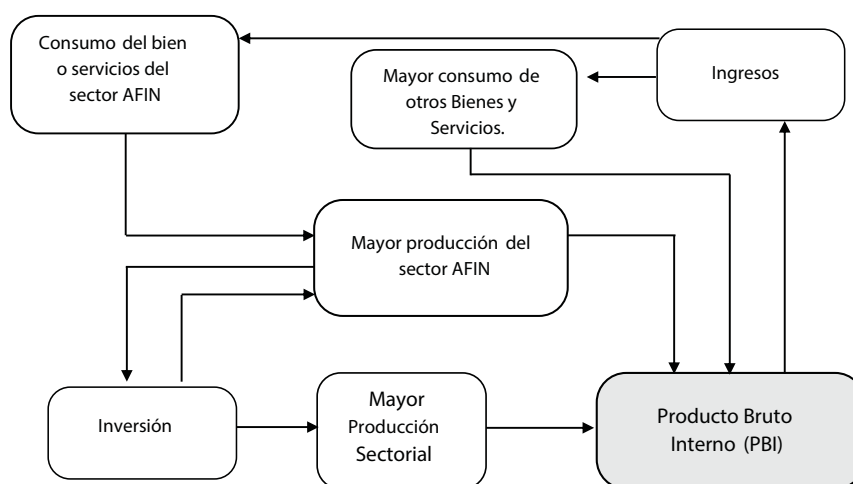 Consumo del bien
o servicios del
sector AFIN
Mayor consumo de
otros Bienes y
Servicios.
Ingresos
Mayor producción del
sector AFIN
Inversión
Mayor
Producción
Sectorial
Producto Bruto
Interno (PBI)